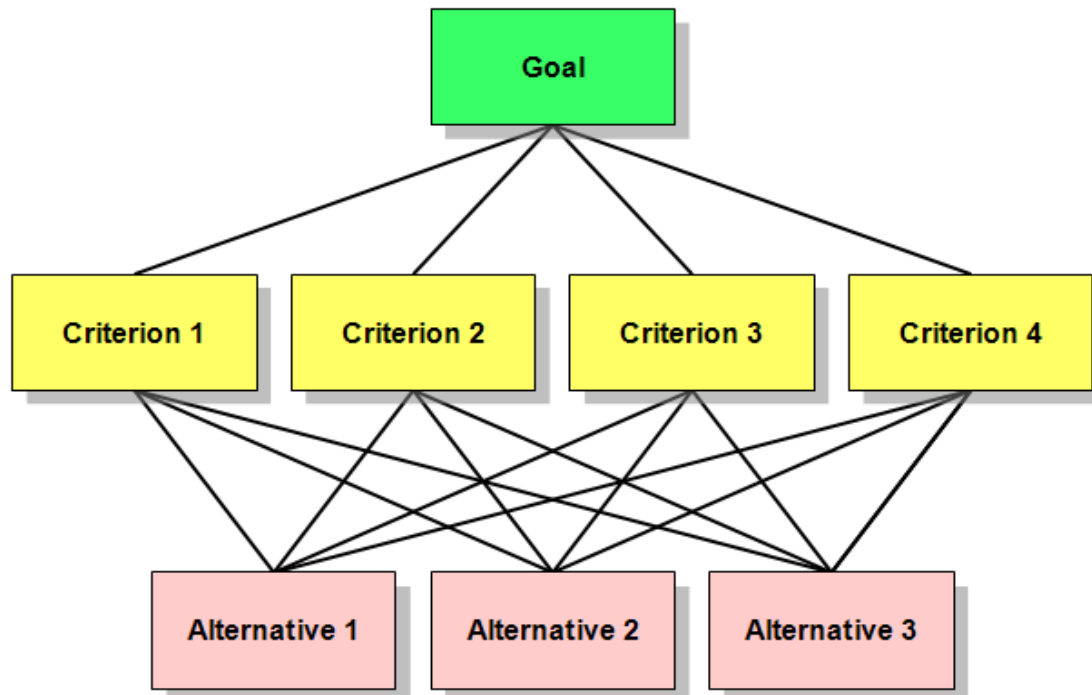 Goal
Criterion 1
Criterion 2
Criterion 3
Criterion 4
Alternative 1
Alternative 2
Alternative 3